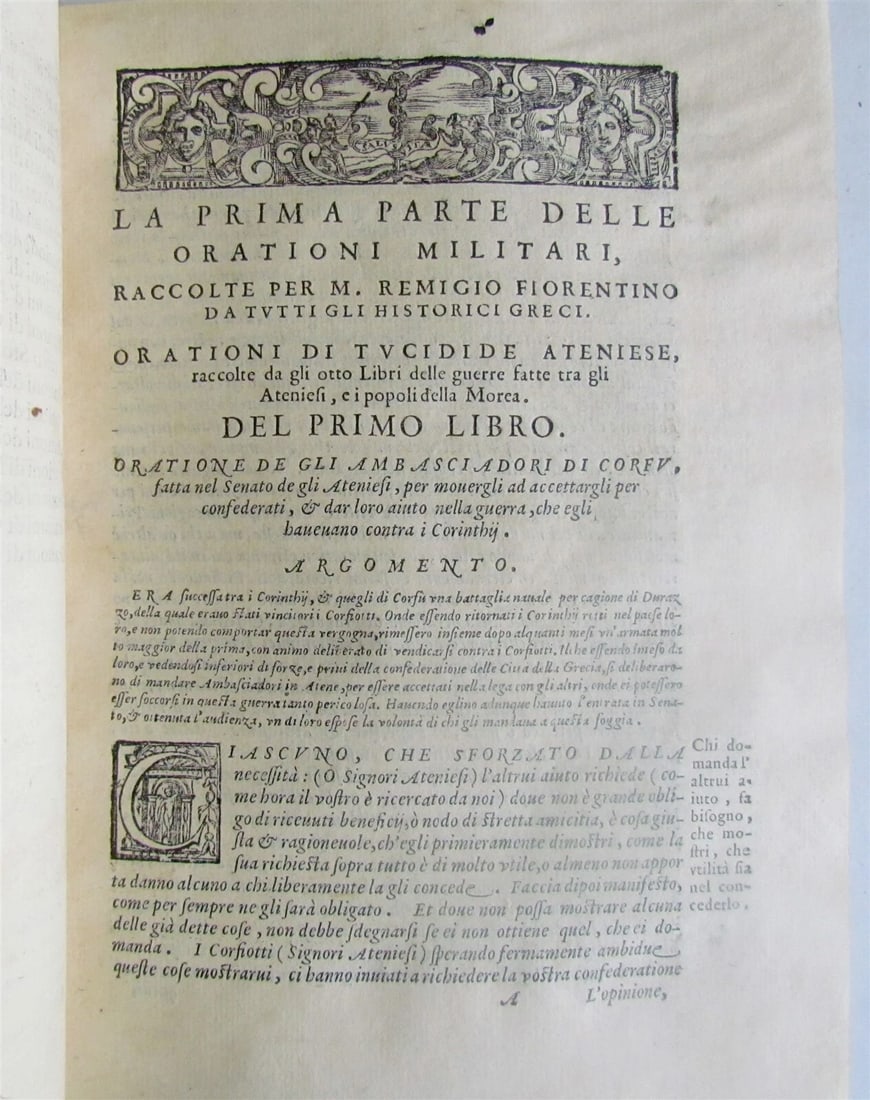 LA PRIMA PARTE DELLE
ORATIONI MILITARI,
RACCOLTE PER M. REMIGIO FIORENTINO
DA TVTTI GLI HISTORICI GRECI.
ORATIONI DI TVCIDIDE ATENIESE,
raccolte da gli otto Libri delle guerre fatte tra gli
Atenieſi, e i popoli della Morea.
DEL PRIMO LIBRO.
ORATIONE DE GLI AMBASCIADORI DI CORFV,
fatta nel Senato de gli Atenieſi, per mouergli ad accettargli per
confederati, & dar loro aiuto nella guerra, che egli
haueuano contra i Corinthij.
ARGOMENTO.
ERA ſucceſſa tra i Corinthij, & quegli di Corfù vna battaglia nauale per cagione di Duraz
zo, della quale erano ſtati vincitori i Corfiotti. Onde eſſendo ritornati i Corinthij rotti nel paeſe lo-
ro, e non potendo comportar queſta vergogna, rimeſſero inſieme dopo alquanti meſi vn'armata mol
to maggior della prima, con animo deliberato di vendicarſi contra i Corfiotti. Il che eſſendo inteſo da
loro, e vedendoſi inferiori di forze, e priui della confederatione delle Città della Grecia, ſi deliberaro-
no di mandare Ambaſciadori in Atene, per eſſere accettati nella lega con gli altri, onde ei poteſſero
eſſer ſoccorſi in queſta guerra tanto pericoloſa. Hauendo eglino adunque hauuto l'entrata in Sena-
to, & ottenuta l'audienza, vn di loro eſpoſe la volontà di chi gli mandaua a queſta foggia.
CIASCVNO, CHE SFORZATO DALLA
neceſſità: (O Signori Atenieſi) l'altrui aiuto richiede (co-
me hora il voſtro è ricercato da noi) doue non è grande obli-
go di riceuuti beneficij, ò nodo di ſtretta amicitia, è coſa giu-
ſta & ragioneuole, ch'egli primieramente dimoſtri, come la
ſua richieſta ſopra tutto è di molto vtile, o almeno non appor
ta danno alcuno a chi liberamente la gli concede. Faccia dipoi manifeſto,
come per ſempre ne gli ſarà obligato. Et doue non poſſa moſtrare alcuna
delle già dette coſe, non debbe ſdegnarſi ſe ei non ottiene quel, che ei do-
manda. I Corfiotti (Signori Atenieſi) ſperando fermamente ambidue
queſte coſe moſtrarui, ci hanno inuiati a richiedere la voſtra confederatione
Chi do-
manda l'
altrui a-
iuto, fa
biſogno,
che mo-
ſtri, che
vtilità ſia
nel con-
cederlo.
A L'opinione,